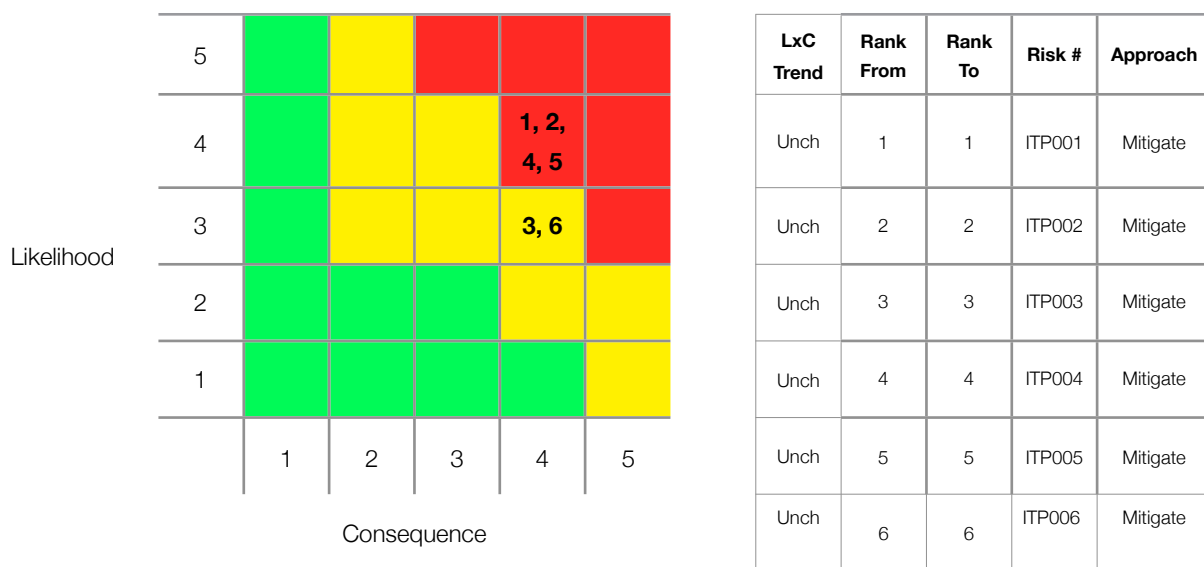 5
4
1, 2,
4, 5
Likelihood
3
3, 6
2
1
1 2 3 4 5
Consequence
LxC Trend Rank From Rank To Risk # Approach
Unch 1 1 ITP001 Mitigate
Unch 2 2 ITP002 Mitigate
Unch 3 3 ITP003 Mitigate
Unch 4 4 ITP004 Mitigate
Unch 5 5 ITP005 Mitigate
Unch 6 6 ITP006 Mitigate